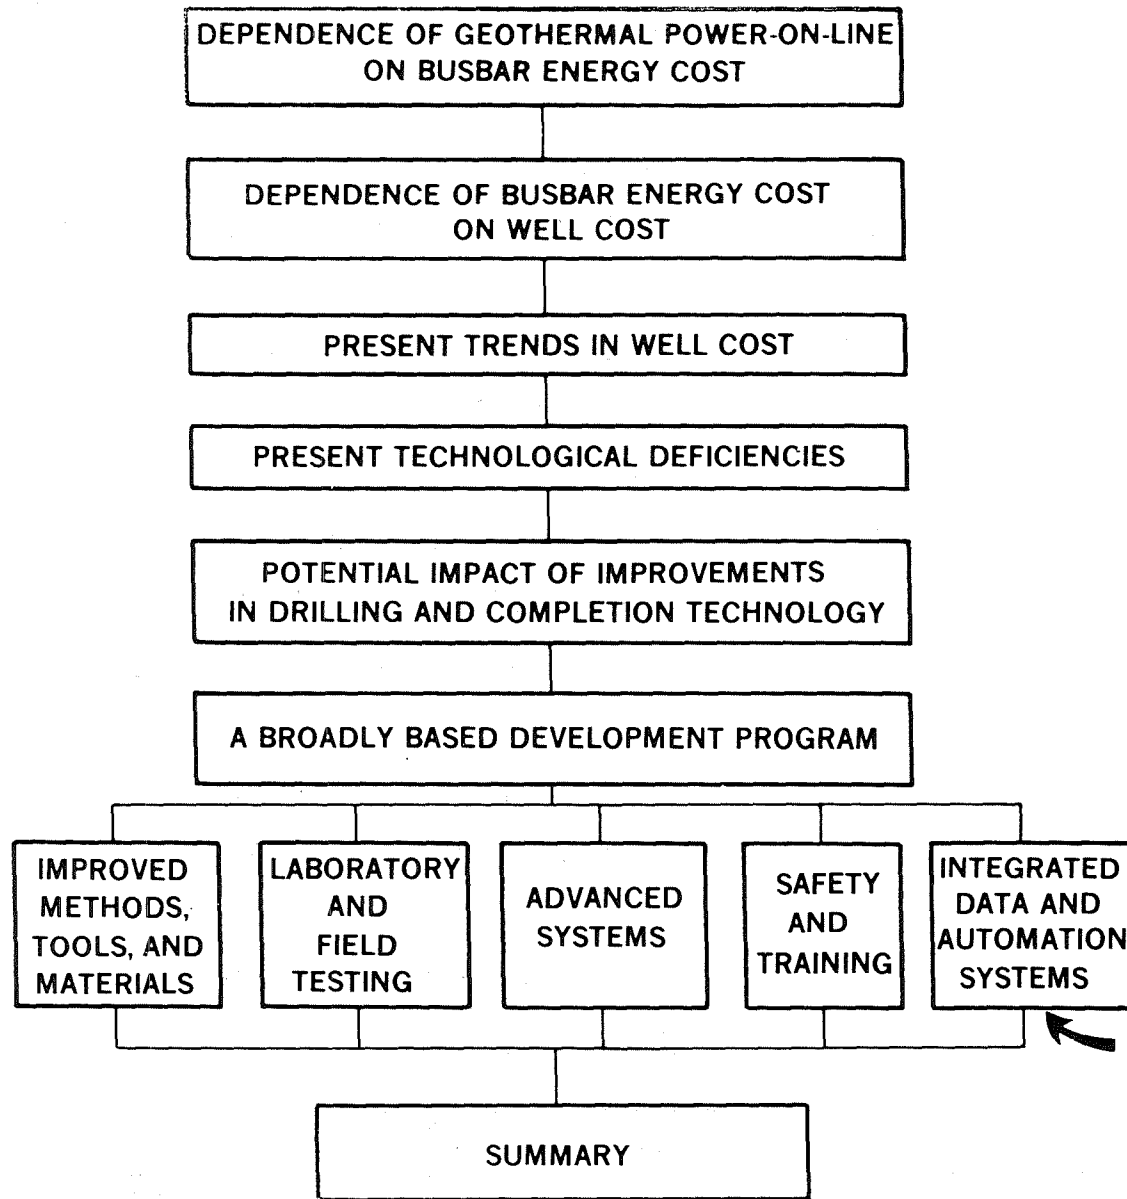 DEPENDENCE OF GEOTHERMAL POWER-ON-LINE
ON BUSBAR ENERGY COST
DEPENDENCE OF BUSBAR ENERGY COST
ON WELL COST
PRESENT TRENDS IN WELL COST
PRESENT TECHNOLOGICAL DEFICIENCIES
POTENTIAL IMPACT OF IMPROVEMENTS
IN DRILLING AND COMPLETION TECHNOLOGY
A BROADLY BASED DEVELOPMENT PROGRAM
IMPROVED
METHODS,
TOOLS, AND
MATERIALS
LABORATORY
AND
FIELD
TESTING
ADVANCED
SYSTEMS
SAFETY
AND
TRAINING
INTEGRATED
DATA AND
AUTOMATION
SYSTEMS
SUMMARY